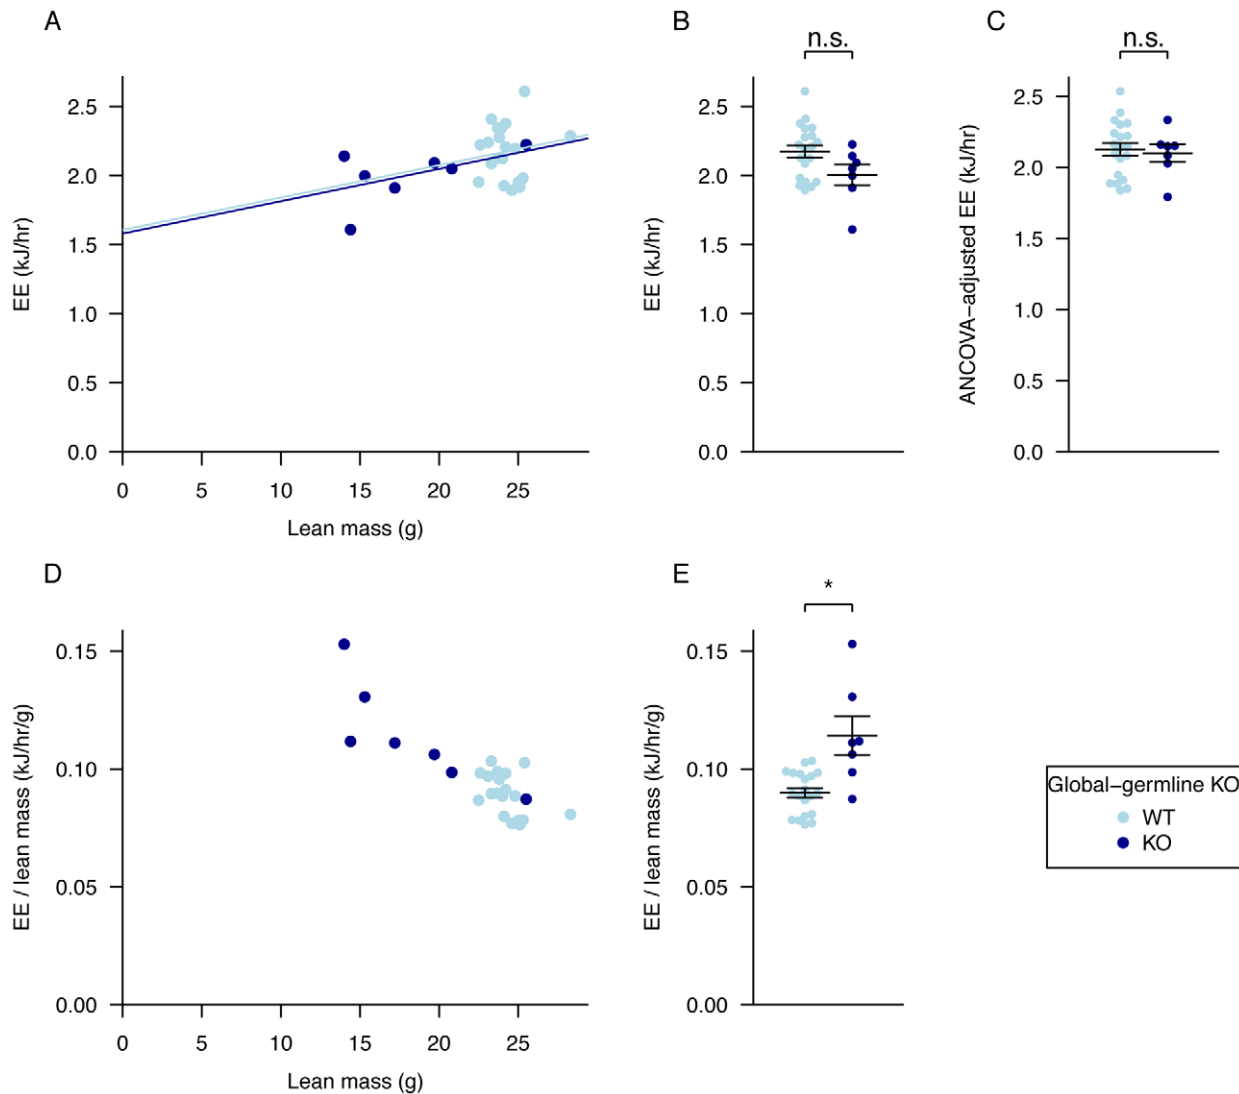 A
EE (kJ/hr)
2.5
2.0
1.5
1.0
0.5
0.0
0 5 10 15 20 25
Lean mass (g)
B
n.s.
EE (kJ/hr)
2.5
2.0
1.5
1.0
0.5
0.0
C
n.s.
ANCOVA−adjusted EE (kJ/hr)
2.5
2.0
1.5
1.0
0.5
0.0
D
EE / lean mass (kJ/hr/g)
0.15
0.10
0.05
0.00
0 5 10 15 20 25
Lean mass (g)
E
*
EE / lean mass (kJ/hr/g)
0.15
0.10
0.05
0.00
Global−germline KO
WT
KO